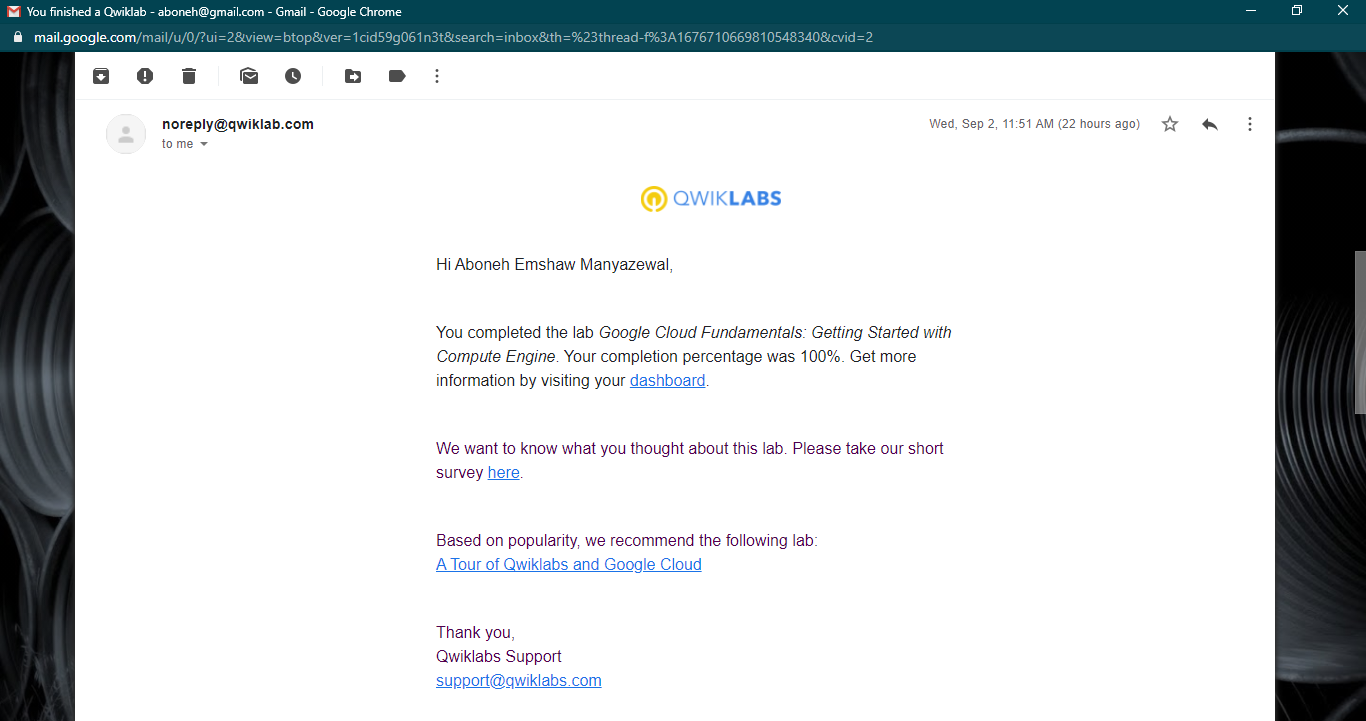 You finished a Qwiklab - aboneh@gmail.com - Gmail - Google Chrome
mail.google.com/mail/u/0/?ui=2&view=btop&ver=1cid59g061n3t&search=inbox&th=%23thread-f%3A1676710669810548340&cvid=2
noreply@qwiklab.com
Wed, Sep 2, 11:51 AM (22 hours ago)
to me
QWIKLABS
Hi Aboneh Emshaw Manyazewal,
You completed the lab Google Cloud Fundamentals: Getting Started with
Compute Engine. Your completion percentage was 100%. Get more
information by visiting your dashboard.
We want to know what you thought about this lab. Please take our short
survey here.
Based on popularity, we recommend the following lab:
A Tour of Qwiklabs and Google Cloud
Thank you,
Qwiklabs Support
support@qwiklabs.com